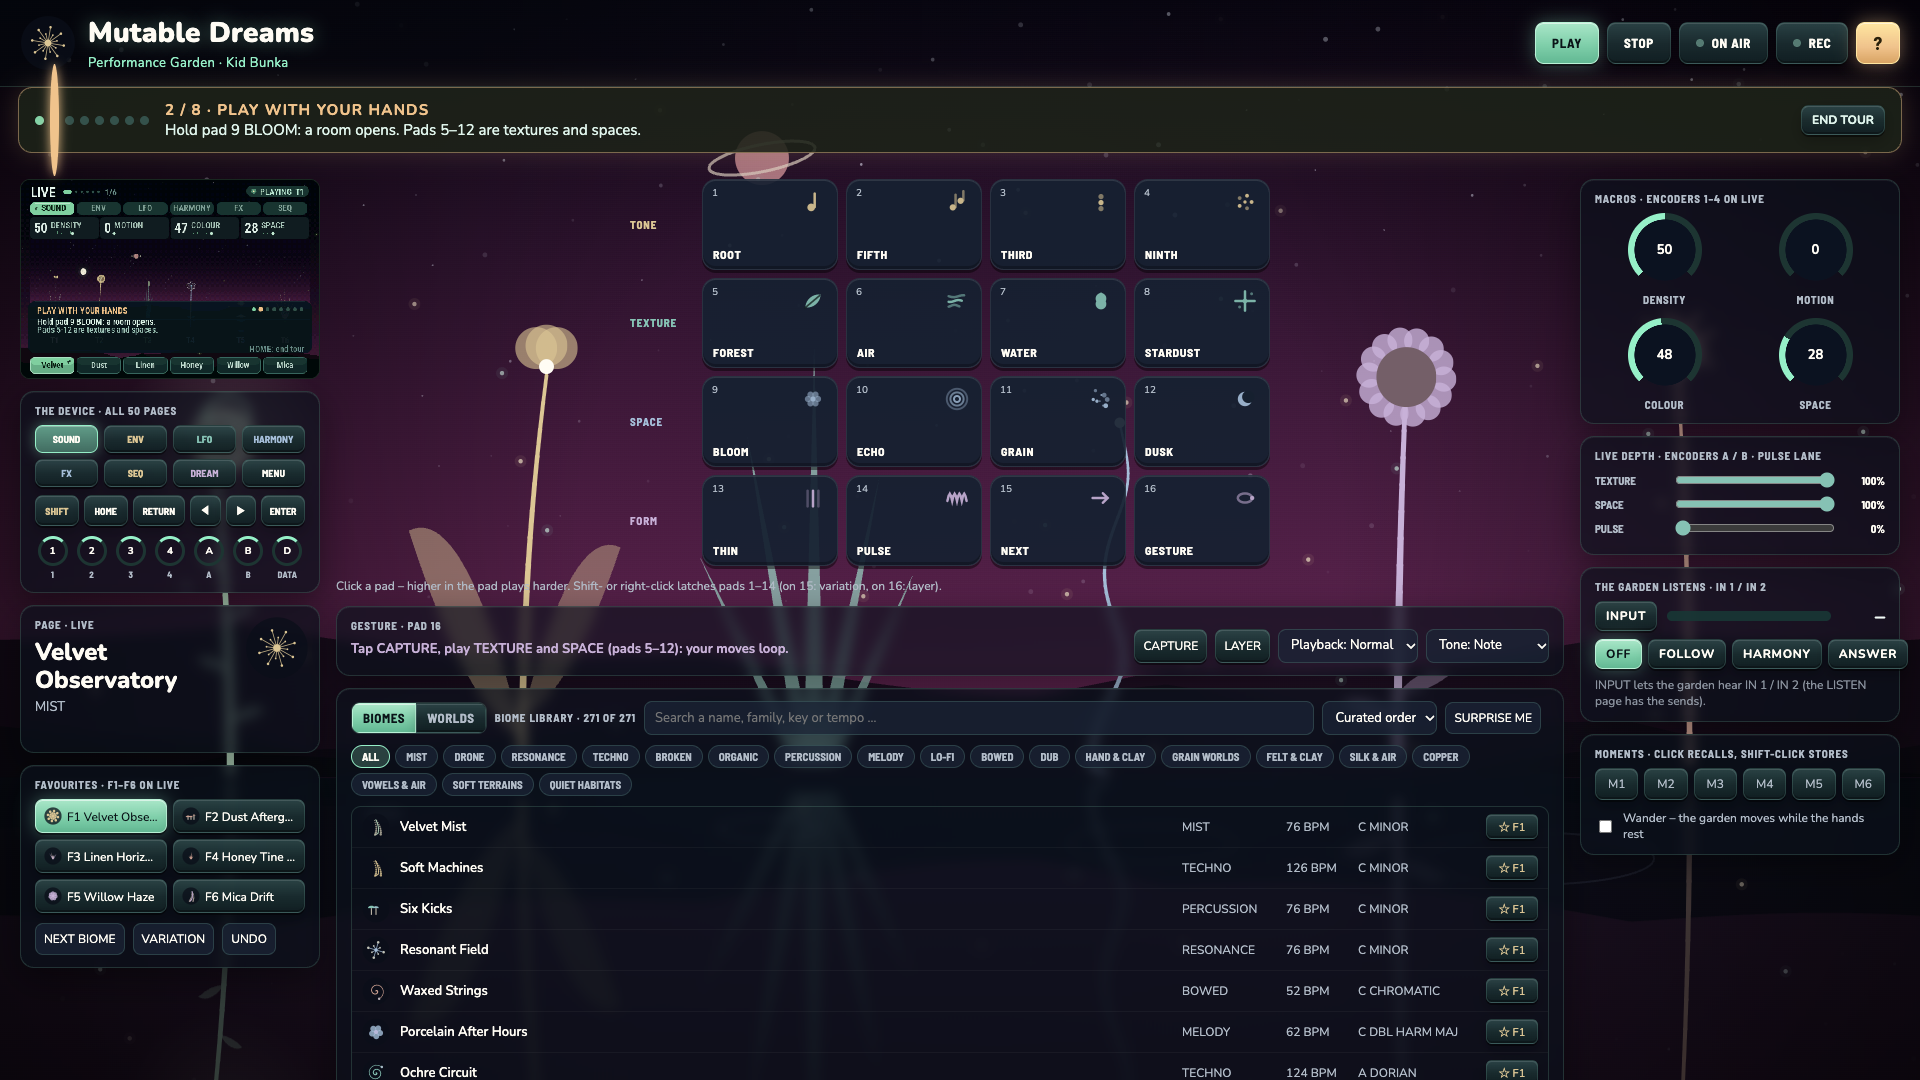 Mutable Dreams
Performance Garden · Kid Bunka
PLAY
STOP
ON AIR
REC
?
2 / 8 · PLAY WITH YOUR HANDS
Hold pad 9 BLOOM: a room opens. Pads 5–12 are textures and spaces.
END TOUR
LIVE 1/6 PLAYING T1
SOUND ENV LFO HARMONY FX SEQ
50 DENSITY 0 MOTION 47 COLOUR 28 SPACE
PLAY WITH YOUR HANDS
Hold pad 9 BLOOM: a room opens.
Pads 5-12 are textures and spaces.
HOME: end tour
Velvet Dust Linen Honey Willow Mica
THE DEVICE · ALL 50 PAGES
SOUND ENV LFO HARMONY
FX SEQ DREAM MENU
SHIFT HOME RETURN ◀ ▶ ENTER
1 2 3 4 A B D
1 2 3 4 A B DATA
PAGE · LIVE
Velvet
Observatory
MIST
FAVOURITES · F1–F6 ON LIVE
F1 Velvet Obse... F2 Dust Afterg...
F3 Linen Horiz... F4 Honey Tine ...
F5 Willow Haze F6 Mica Drift
NEXT BIOME VARIATION UNDO
TONE
1 ROOT
2 FIFTH
3 THIRD
4 NINTH
TEXTURE
5 FOREST
6 AIR
7 WATER
8 STARDUST
SPACE
9 BLOOM
10 ECHO
11 GRAIN
12 DUSK
FORM
13 THIN
14 PULSE
15 NEXT
16 GESTURE
Click a pad – higher in the pad plays harder. Shift- or right-click latches pads 1–14 (on 15: variation, on 16: layer).
GESTURE · PAD 16
Tap CAPTURE, play TEXTURE and SPACE (pads 5–12): your moves loop.
CAPTURE LAYER Playback: Normal Tone: Note
BIOMES WORLDS BIOME LIBRARY · 271 OF 271 Search a name, family, key or tempo ... Curated order SURPRISE ME
ALL MIST DRONE RESONANCE TECHNO BROKEN ORGANIC PERCUSSION MELODY LO-FI BOWED DUB HAND & CLAY GRAIN WORLDS FELT & CLAY SILK & AIR COPPER
VOWELS & AIR SOFT TERRAINS QUIET HABITATS
Velvet Mist MIST 76 BPM C MINOR ☆ F1
Soft Machines TECHNO 126 BPM C MINOR ☆ F1
Six Kicks PERCUSSION 76 BPM C MINOR ☆ F1
Resonant Field RESONANCE 76 BPM C MINOR ☆ F1
Waxed Strings BOWED 52 BPM C CHROMATIC ☆ F1
Porcelain After Hours MELODY 62 BPM C DBL HARM MAJ ☆ F1
Ochre Circuit TECHNO 124 BPM A DORIAN ☆ F1
MACROS · ENCODERS 1–4 ON LIVE
50 0
DENSITY MOTION
48 28
COLOUR SPACE
LIVE DEPTH · ENCODERS A / B · PULSE LANE
TEXTURE 100%
SPACE 100%
PULSE 0%
THE GARDEN LISTENS · IN 1 / IN 2
INPUT –
OFF FOLLOW HARMONY ANSWER
INPUT lets the garden hear IN 1 / IN 2 (the LISTEN
page has the sends).
MOMENTS · CLICK RECALLS, SHIFT-CLICK STORES
M1 M2 M3 M4 M5 M6
Wander – the garden moves while the hands
rest